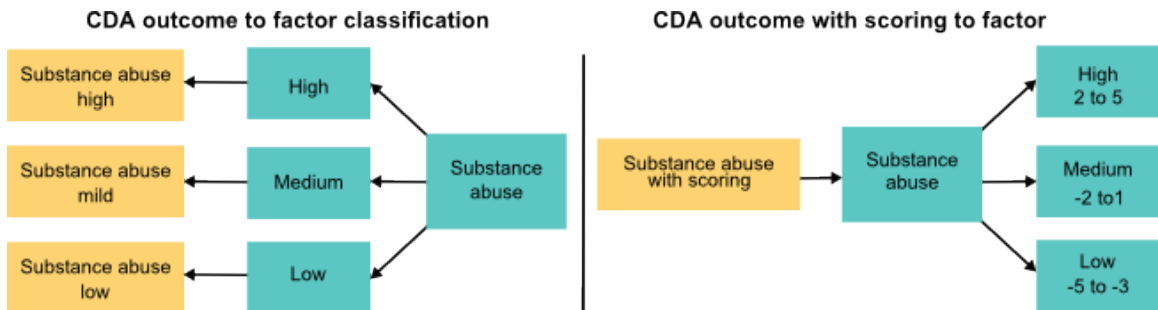 CDA outcome to factor classification
Substance abuse
high
High
Substance abuse
mild
Medium
Substance
abuse
Substance abuse
low
Low
CDA outcome with scoring to factor
Substance abuse
with scoring
Substance
abuse
High
2 to 5
Medium
-2 to1
Low
-5 to -3